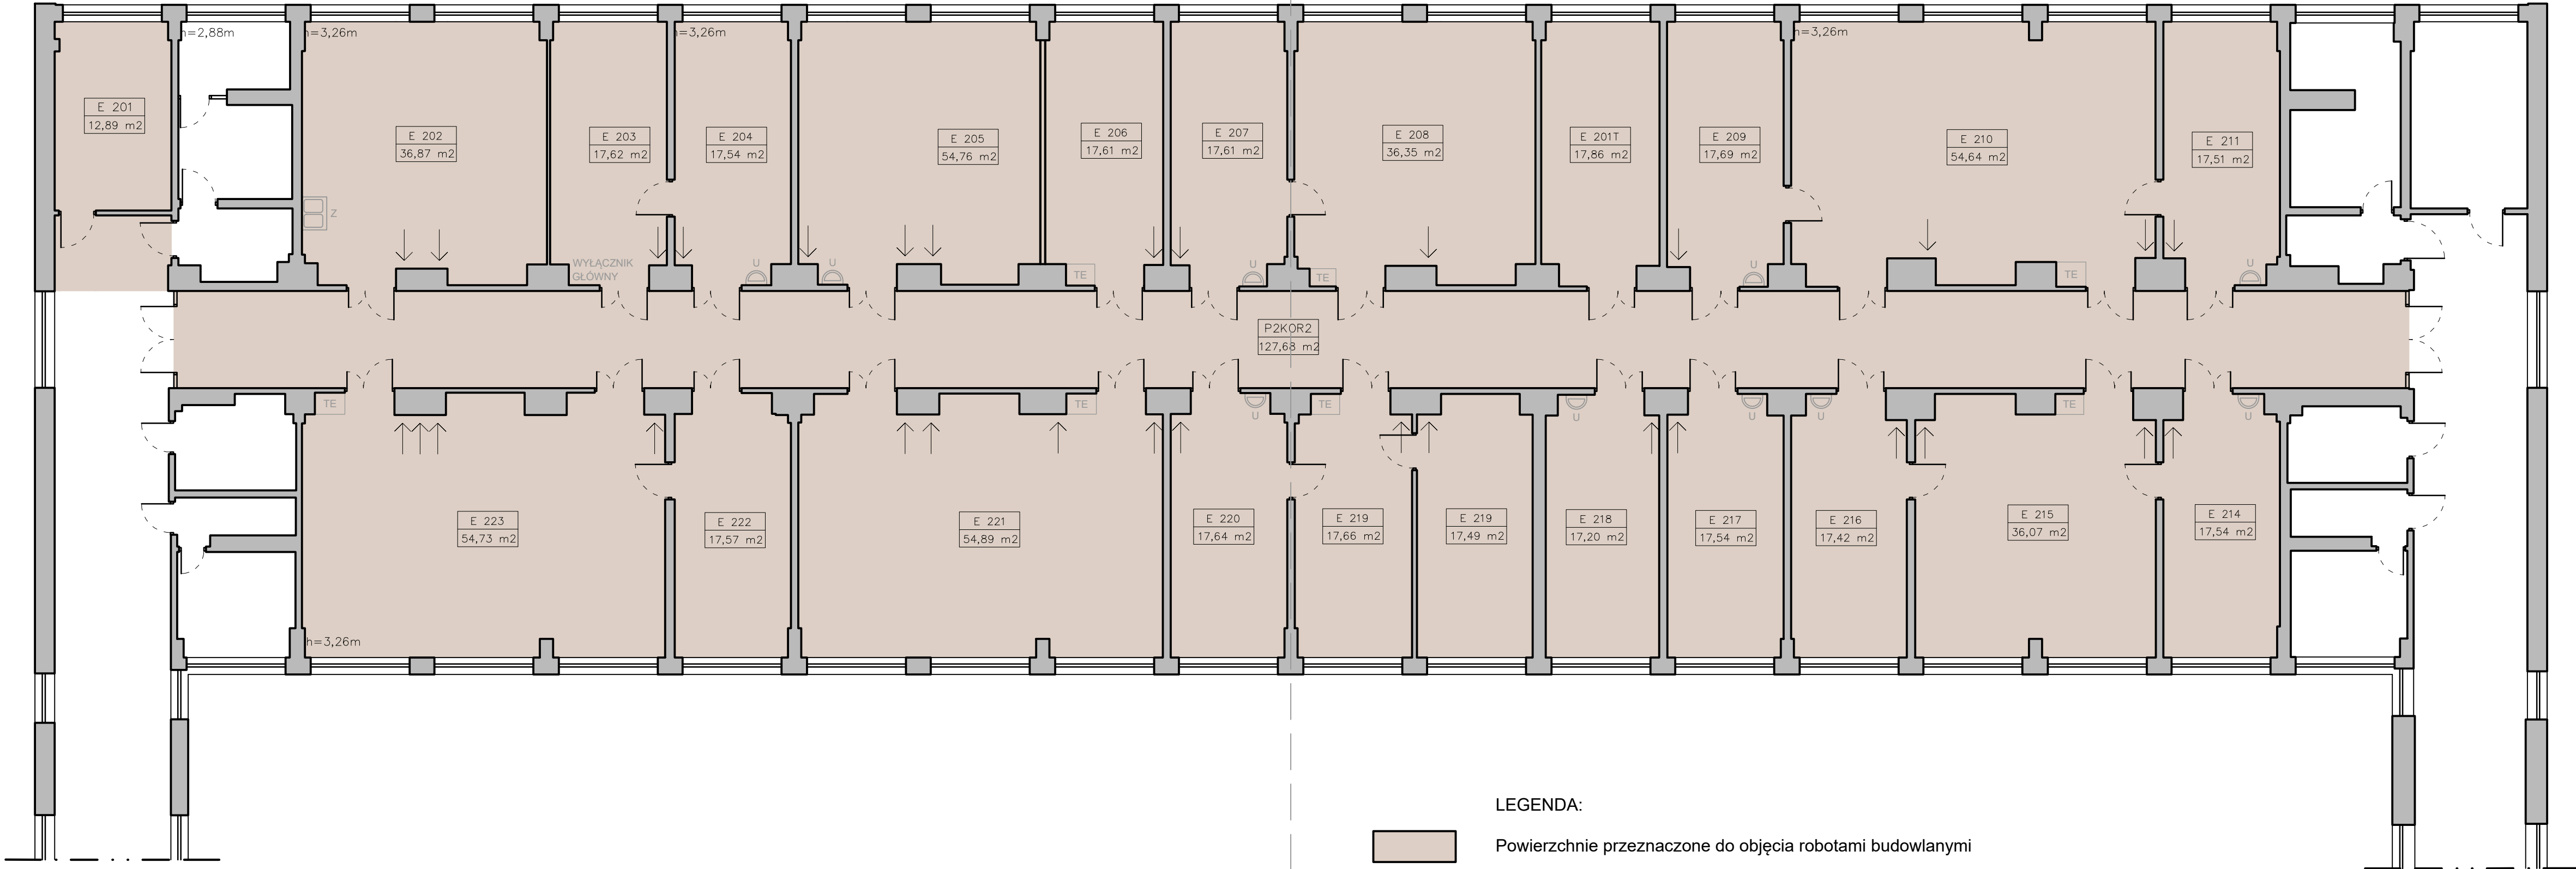 h=2,88m
h=3,26m
h=3,26m
h=3,26m
E 201
12,89 m2
E 202
36,87 m2
E 203
17,62 m2
E 204
17,54 m2
E 205
54,76 m2
E 206
17,61 m2
E 207
17,61 m2
E 208
36,35 m2
E 201T
17,86 m2
E 209
17,69 m2
E 210
54,64 m2
E 211
17,51 m2
Z
WYŁĄCZNIK
GŁÓWNY
U
U
TE
U
TE
U
TE
U
P2KOR2
127,68 m2
TE
TE
U
TE
U
U
U
TE
U
E 223
54,73 m2
E 222
17,57 m2
E 221
54,89 m2
E 220
17,64 m2
E 219
17,66 m2
E 219
17,49 m2
E 218
17,20 m2
E 217
17,54 m2
E 216
17,42 m2
E 215
36,07 m2
E 214
17,54 m2
h=3,26m
LEGENDA:
Powierzchnie przeznaczone do objęcia robotami budowlanymi